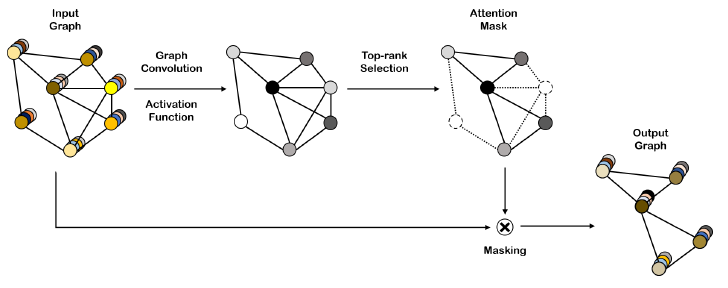 Input
Graph
Graph
Convolution
Activation
Function
Top-rank
Selection
Attention
Mask
Masking
Output
Graph